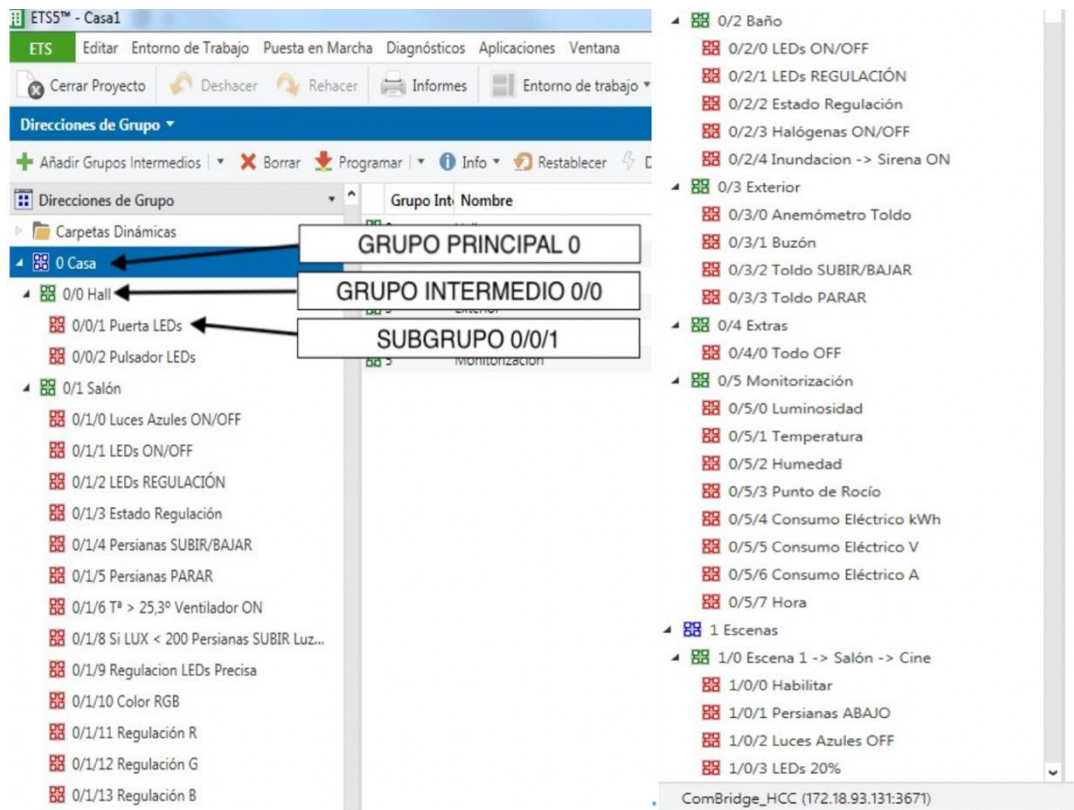 ETS5™ - Casa1
ETS Editar Entorno de Trabajo Puesta en Marcha Diagnósticos Aplicaciones Ventana
Cerrar Proyecto Deshacer Rehacer Informes Entorno de trabajo
Direcciones de Grupo
Añadir Grupos Intermedios Borrar Programar Info Restablecer
Direcciones de Grupo
Grupo Int Nombre
Carpetas Dinámicas
GRUPO PRINCIPAL 0
0 Casa
GRUPO INTERMEDIO 0/0
0/0 Hall
0/0/1 Puerta LEDs
SUBGRUPO 0/0/1
0/0/2 Pulsador LEDs
5 Monitorización
0/1 Salón
0/1/0 Luces Azules ON/OFF
0/1/1 LEDs ON/OFF
0/1/2 LEDs REGULACIÓN
0/1/3 Estado Regulación
0/1/4 Persianas SUBIR/BAJAR
0/1/5 Persianas PARAR
0/1/6 Tª > 25,3º Ventilador ON
0/1/8 Si LUX < 200 Persianas SUBIR Luz...
0/1/9 Regulacion LEDs Precisa
0/1/10 Color RGB
0/1/11 Regulación R
0/1/12 Regulación G
0/1/13 Regulación B
0/2 Baño
0/2/0 LEDs ON/OFF
0/2/1 LEDs REGULACIÓN
0/2/2 Estado Regulación
0/2/3 Halógenas ON/OFF
0/2/4 Inundacion -> Sirena ON
0/3 Exterior
0/3/0 Anemómetro Toldo
0/3/1 Buzón
0/3/2 Toldo SUBIR/BAJAR
0/3/3 Toldo PARAR
0/4 Extras
0/4/0 Todo OFF
0/5 Monitorización
0/5/0 Luminosidad
0/5/1 Temperatura
0/5/2 Humedad
0/5/3 Punto de Rocío
0/5/4 Consumo Eléctrico kWh
0/5/5 Consumo Eléctrico V
0/5/6 Consumo Eléctrico A
0/5/7 Hora
1 Escenas
1/0 Escena 1 -> Salón -> Cine
1/0/0 Habilitar
1/0/1 Persianas ABAJO
1/0/2 Luces Azules OFF
1/0/3 LEDs 20%
ComBridge_HCC (172.18.93.131:3671)